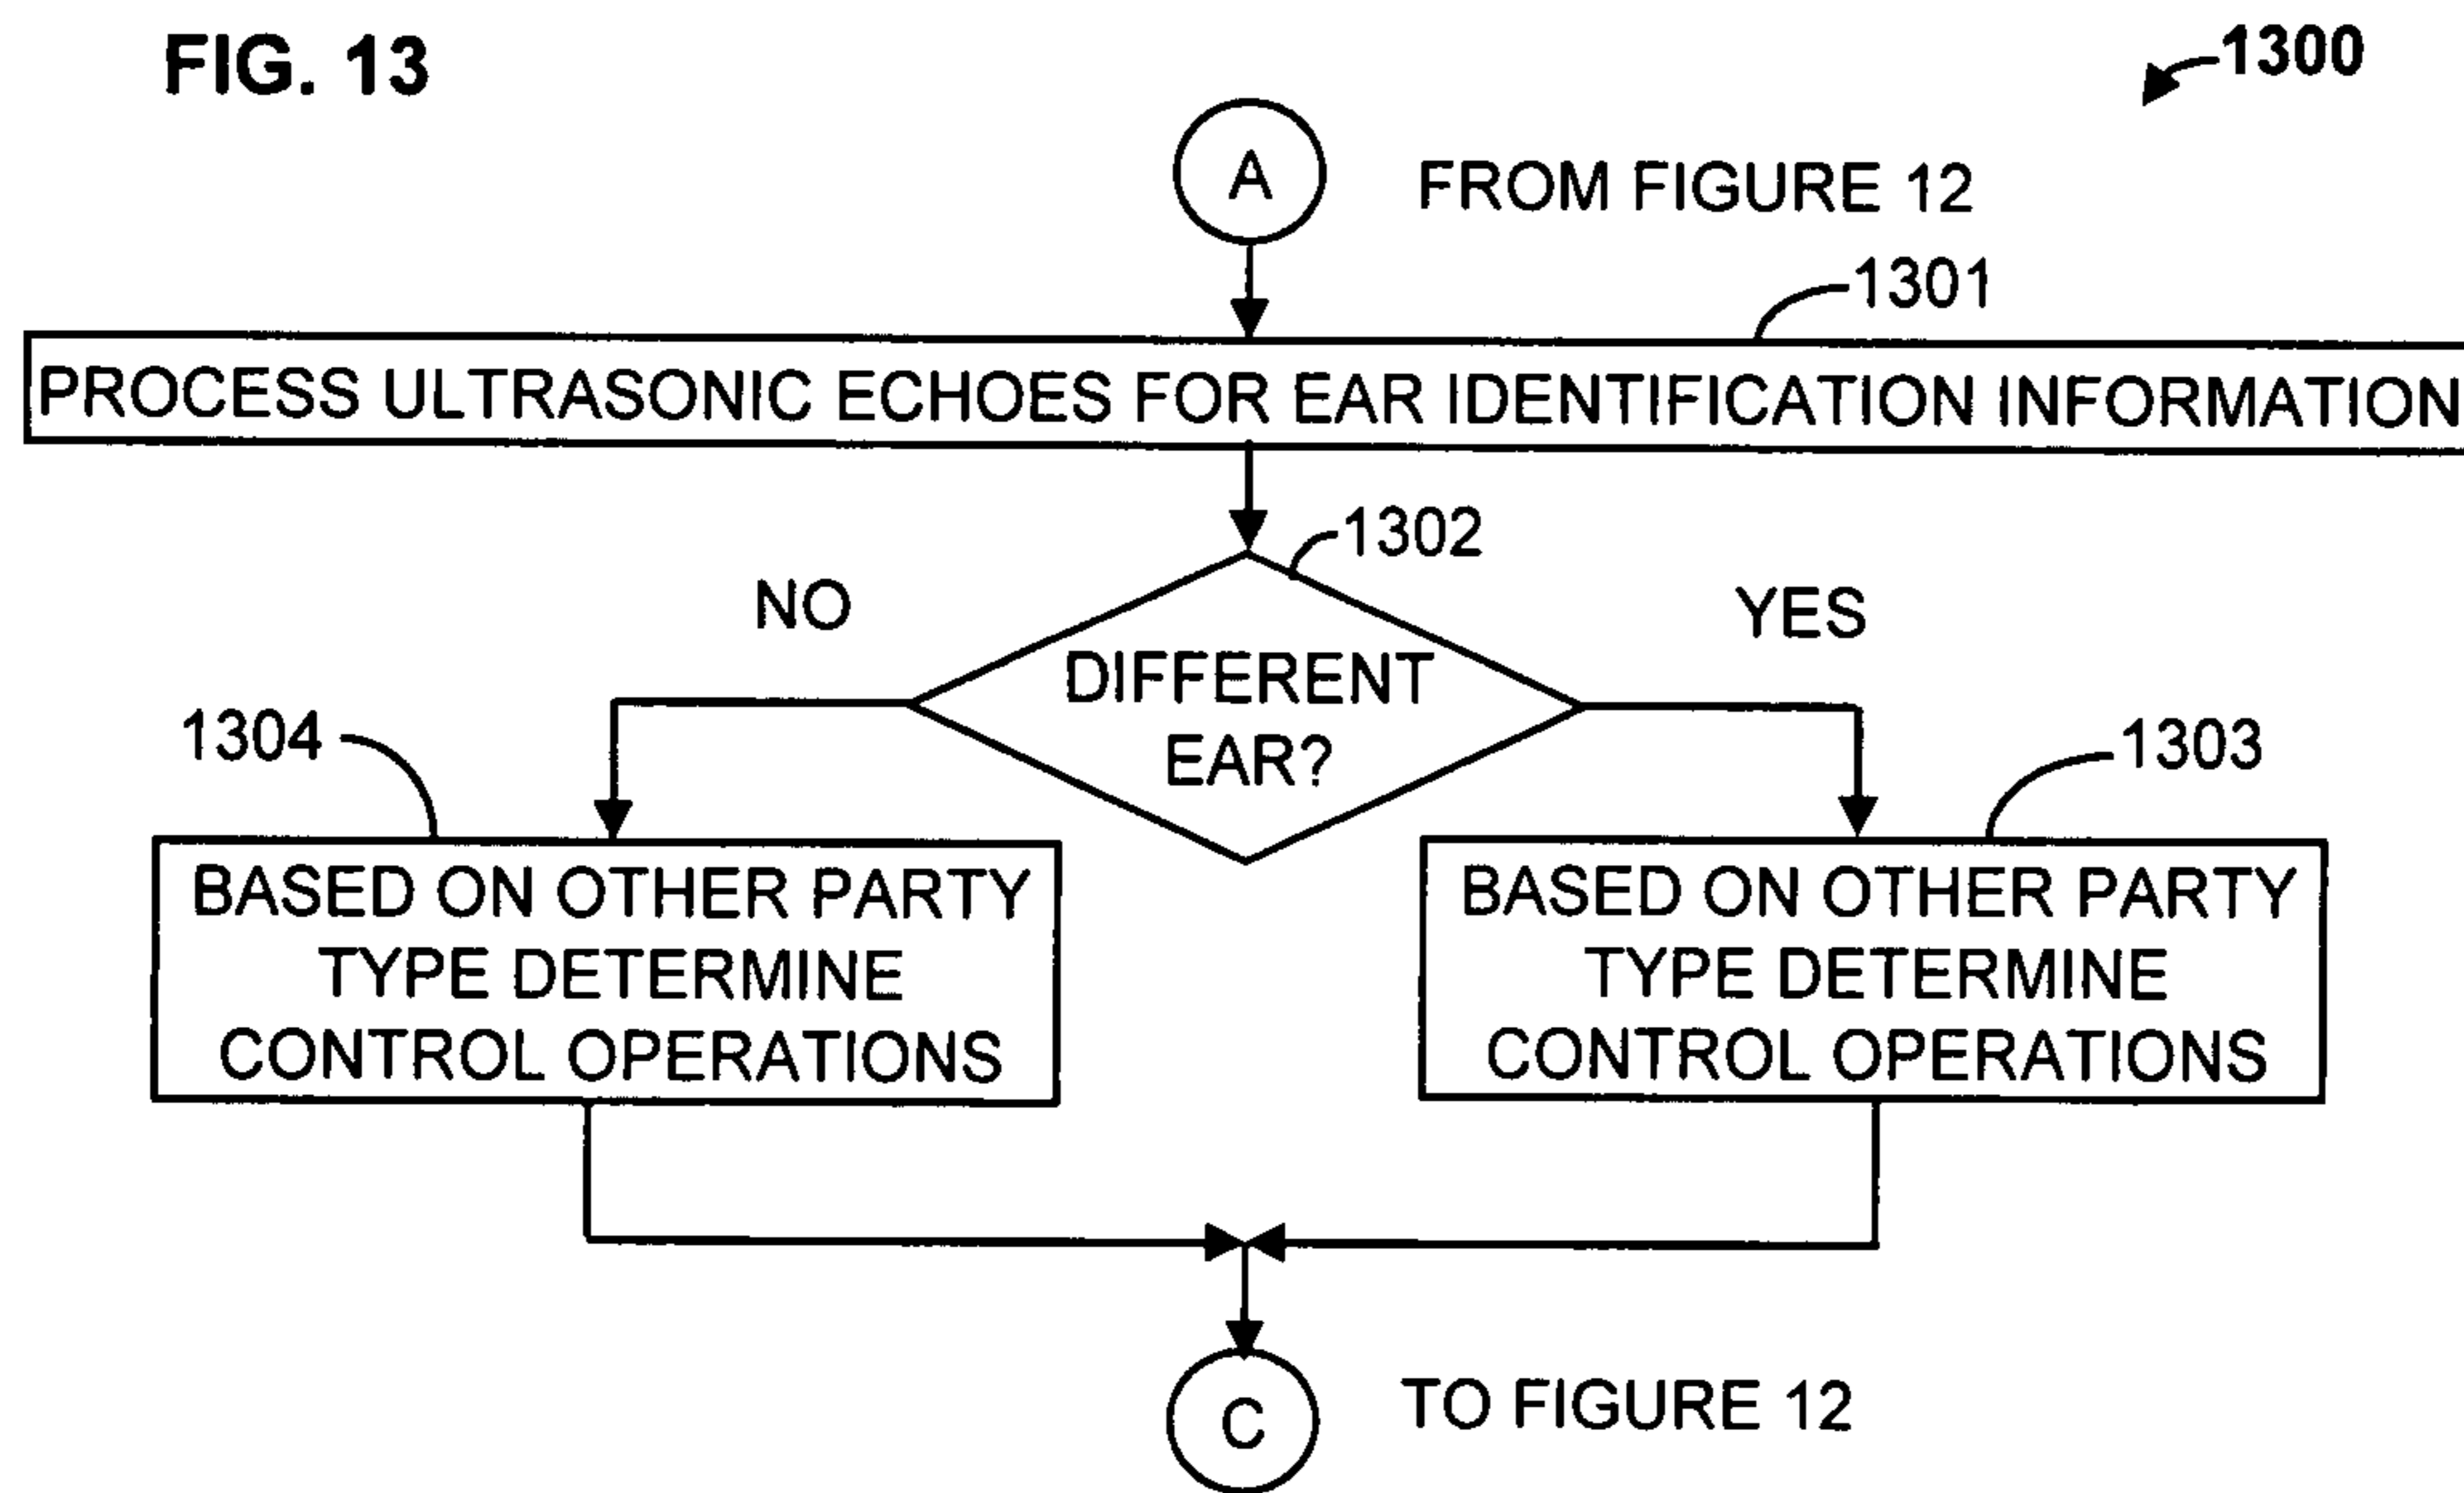 FIG. 13
1300
A
FROM FIGURE 12
1301
PROCESS ULTRASONIC ECHOES FOR EAR IDENTIFICATION INFORMATION
1302
NO
YES
DIFFERENT
EAR?
1304
1303
BASED ON OTHER PARTY
TYPE DETERMINE
CONTROL OPERATIONS
BASED ON OTHER PARTY
TYPE DETERMINE
CONTROL OPERATIONS
C
TO FIGURE 12